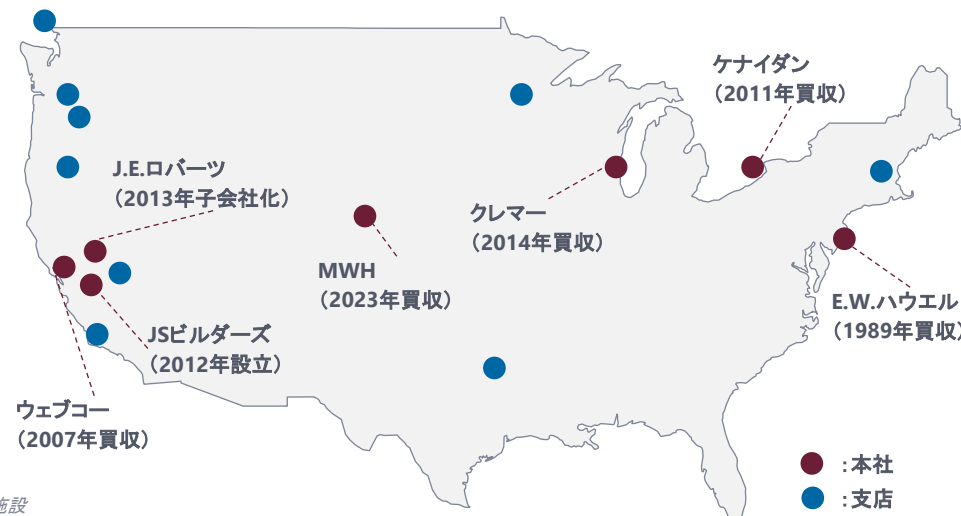 ケナイダン
（2011年買収）
J.E.ロバーツ
（2013年子会社化）
クレマー
（2014年買収）
MWH
（2023年買収）
E.W.ハウエル
（1989年買収）
JSビルダーズ
（2012年設立）
ウェブコー
（2007年買収）
：本社
：支店
施設